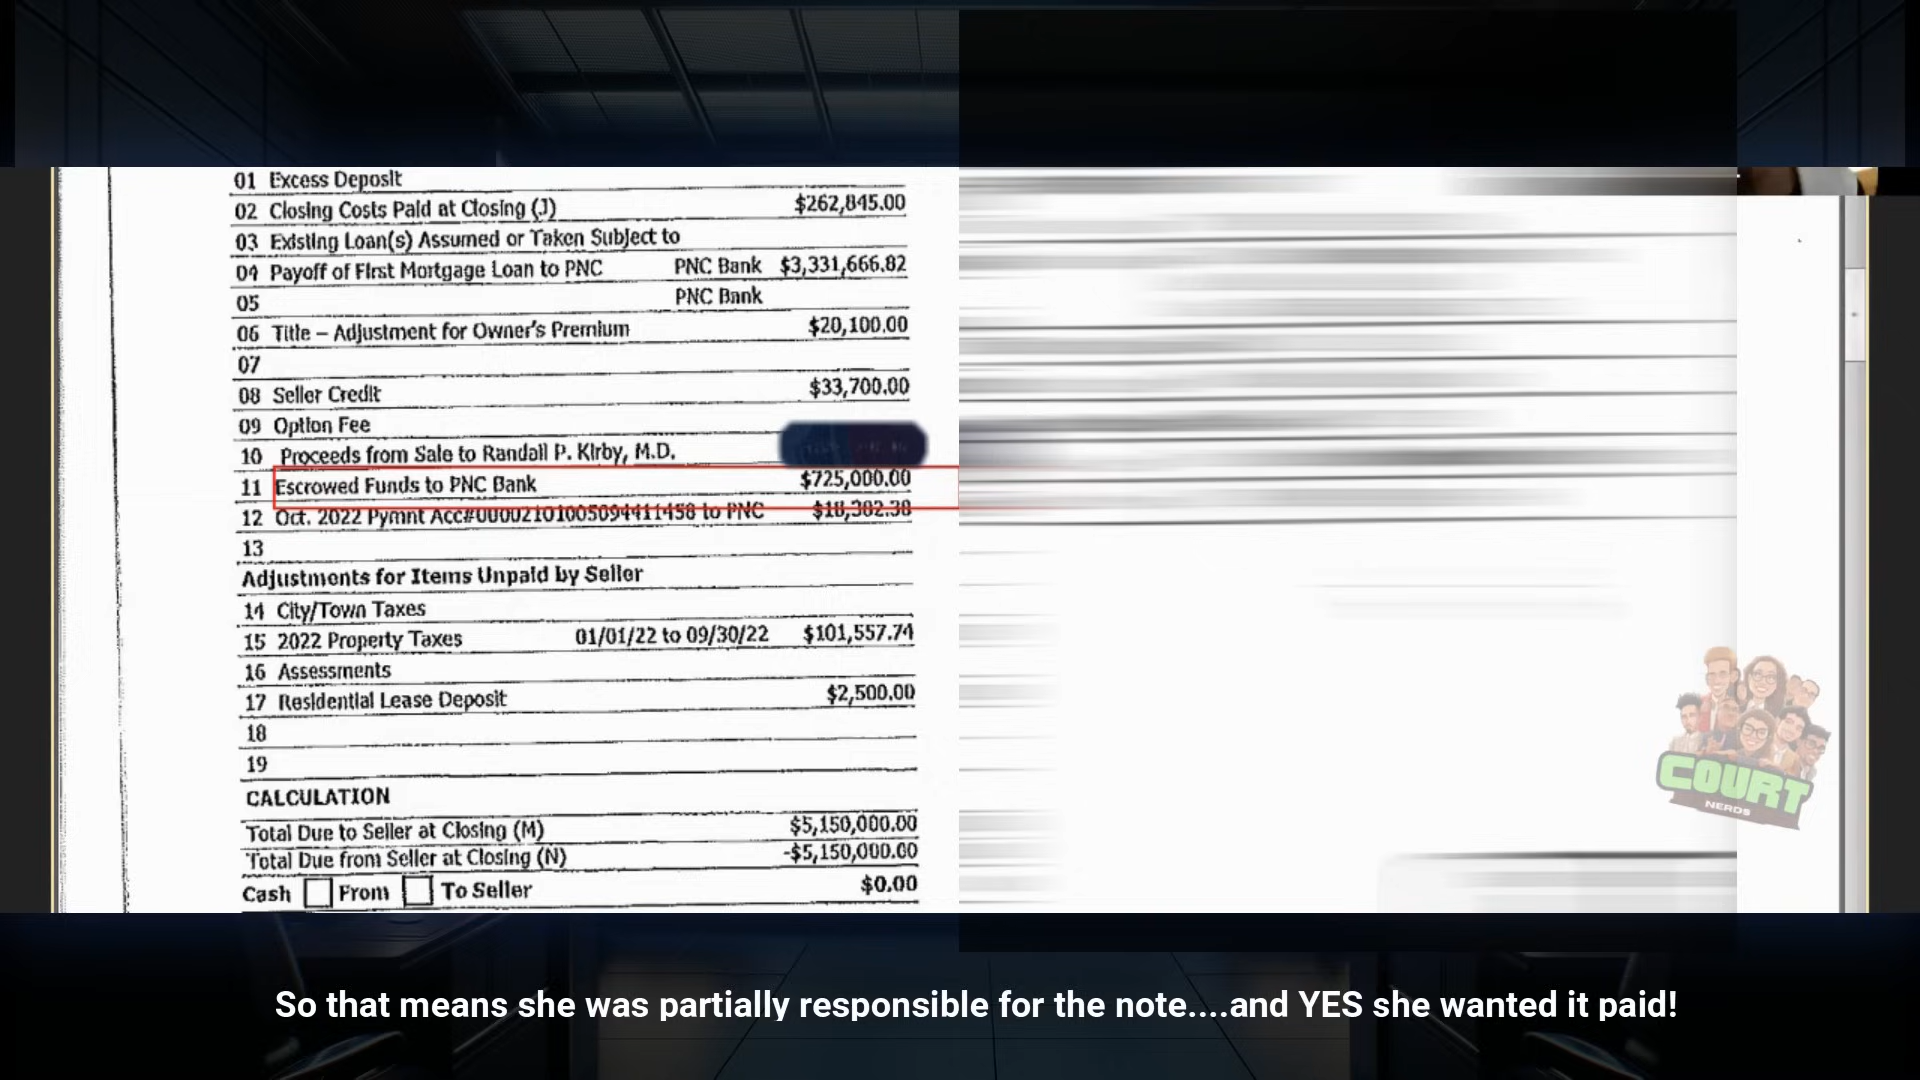 01 Excess Deposit
02 Closing Costs Paid at Closing (J) $262,845.00
03 Existing Loan(s) Assumed or Taken Subject to
04 Payoff of First Mortgage Loan to PNC PNC Bank $3,331,666.82
05 PNC Bank
06 Title – Adjustment for Owner's Premium $20,100.00
07
08 Seller Credit $33,700.00
09 Option Fee
10 Proceeds from Sale to Randall P. Kirby, M.D.
11 Escrowed Funds to PNC Bank $725,000.00
12 Oct. 2022 Pymnt to PNC $18,382.38
13
Adjustments for Items Unpaid by Seller
14 City/Town Taxes
15 2022 Property Taxes 01/01/22 to 09/30/22 $101,557.74
16 Assessments
17 Residential Lease Deposit $2,500.00
18
19
CALCULATION
Total Due to Seller at Closing (M) $5,150,000.00
Total Due from Seller at Closing (N) -$5,150,000.00
Cash From To Seller $0.00
COURT
NERDS
So that means she was partially responsible for the note....and YES she wanted it paid!